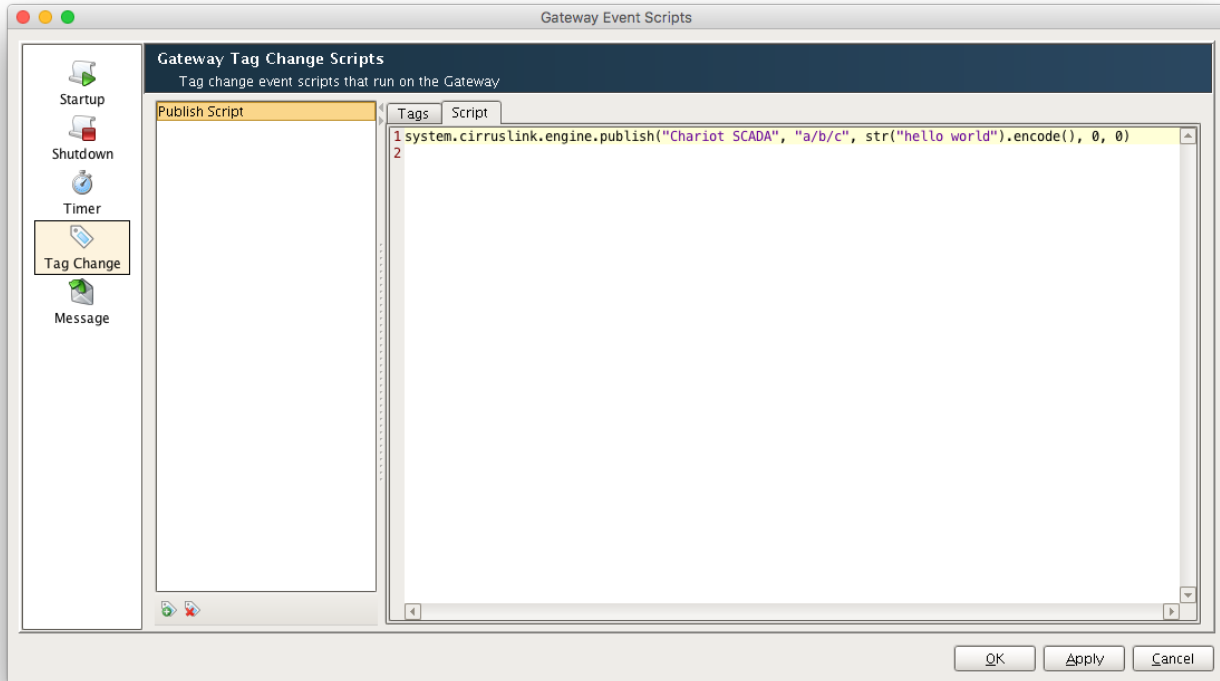 Gateway Event Scripts
Startup
Shutdown
Timer
Tag Change
Message
Gateway Tag Change Scripts
Tag change event scripts that run on the Gateway
Publish Script
Tags Script
1 system.cirruslink.engine.publish("Chariot SCADA", "a/b/c", str("hello world").encode(), 0, 0)
2
OK Apply Cancel